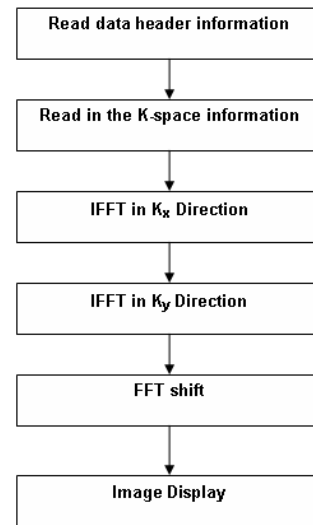 Read data header information
Read in the K-space information
IFFT in Kx Direction
IFFT in Ky Direction
FFT shift
Image Display